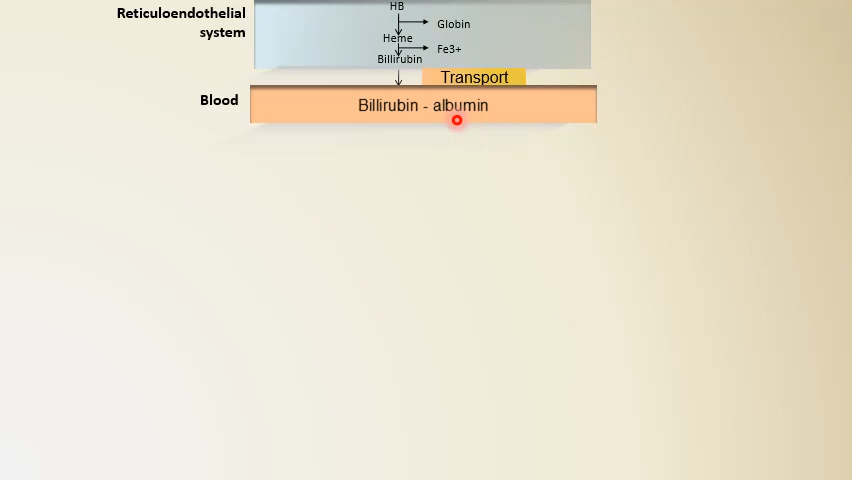 Reticuloendothelial
system
HB
Globin
Heme
Fe3+
Billirubin
Transport
Blood
Billirubin - albumin